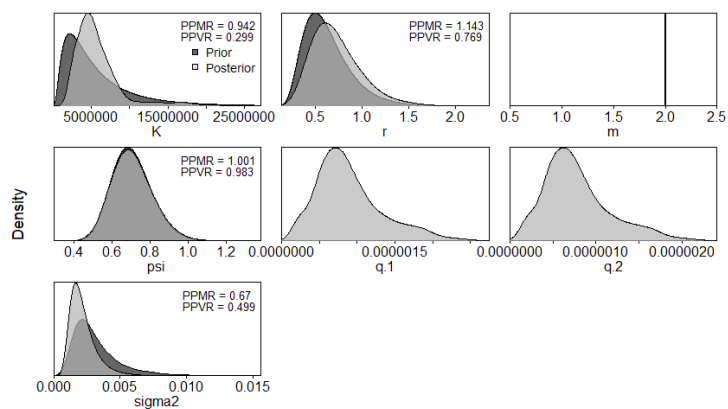 PPMR = 0.942
PPVR = 0.299
Prior
Posterior
5000000 15000000 25000000
K
PPMR = 1.143
PPVR = 0.769
0.5 1.0 1.5 2.0
r
0.5 1.0 1.5 2.0 2.5
m
Density
PPMR = 1.001
PPVR = 0.983
0.4 0.6 0.8 1.0 1.2
psi
0.0000000 0.0000015
q.1
0.0000000 0.0000010 0.0000020
q.2
PPMR = 0.67
PPVR = 0.499
0.000 0.005 0.010 0.015
sigma2